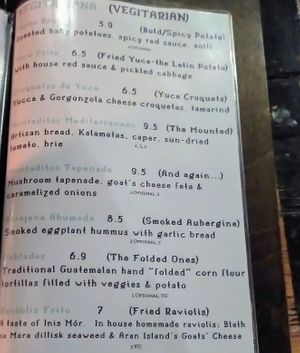 (VEGITARIAN)
5.9 (Bold/Spicy Potato)
Roasted baby potatoes, spicy red sauce, aoili
Frita 6.5 (Fried Yuca-the Latin Potato)
With house red sauce & pickled cabbage
de Yuca 6.5 (Yuca Croquets)
Yucca & Gorgonzola cheese croquetas, tamarind
Montaditos Mediterranean 9.5 (The Mounted)
Artisan bread, Kalamatas, caper, sun-dried
tomato, brie
Montaditos Tapenade 9.5 (And again...)
Mushroom tapenade, goat's cheese feta &
caramelized onions
Ahumada 8.5 (Smoked Aubergine)
Smoked eggplant hummus with garlic bread
6.9 (The Folded Ones)
Traditional Guatemalan hand "folded" corn flour
tortillas filled with veggies & potato
Raviolis Frito 7 (Fried Raviolis)
A taste of Inis Mór. In house homemade raviolis; Blath
na Mara dillisk seaweed & Aran Island's Goats' Cheese